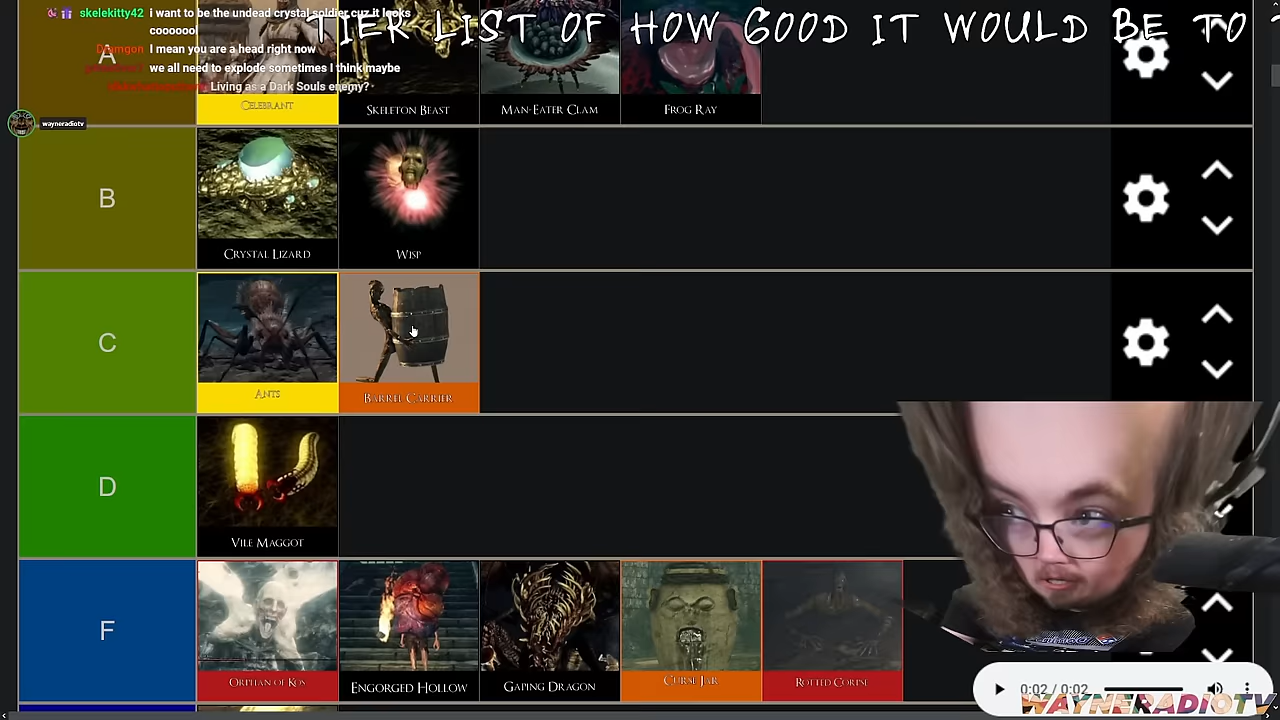 skelekitty42 i want to be the undead crystal soldier cuz it looks
TIER LIST OF HOW GOOD IT WOULD BE TO
coooooo
I mean you are a head right now
we all need to explode sometimes I think maybe
Living as a Dark Souls enemy?
A
Celebrant
Skeleton Beast
Man-Eater Clam
Frog Ray
wayneradiotv
B
Crystal Lizard
Wisp
C
Ants
Barrel Carrier
D
Vile Maggot
F
Orphan of Kos
Engorged Hollow
Gaping Dragon
Curse Jar
Rotted Corpse
0:02 / 0:02
WAYNERADIOTV